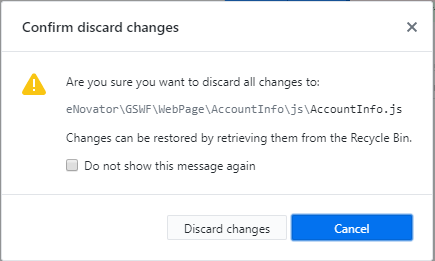 Confirm discard changes
Are you sure you want to discard all changes to:
eNovator\GSWF\WebPage\AccountInfo\js\AccountInfo.js
Changes can be restored by retrieving them from the Recycle Bin.
Do not show this message again
Discard changes
Cancel